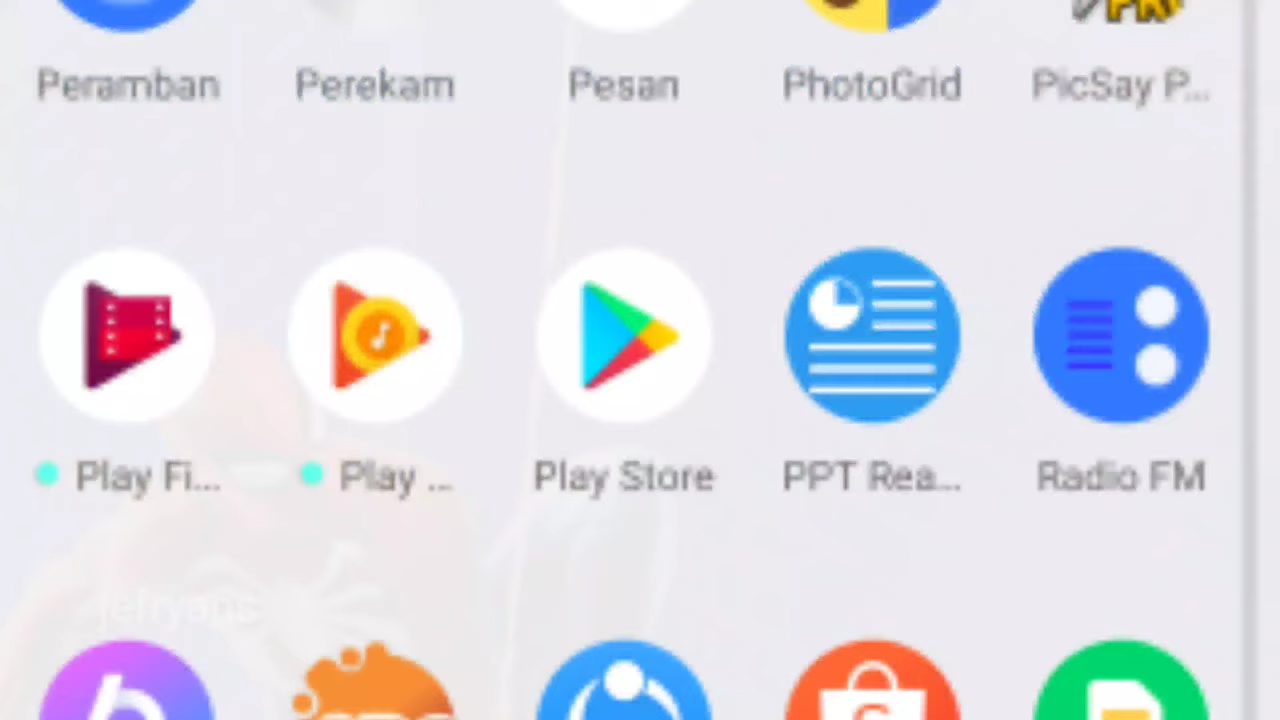 Peramban Perekam Pesan PhotoGrid PicSay P...
Play Fi... Play ... Play Store PPT Rea... Radio FM